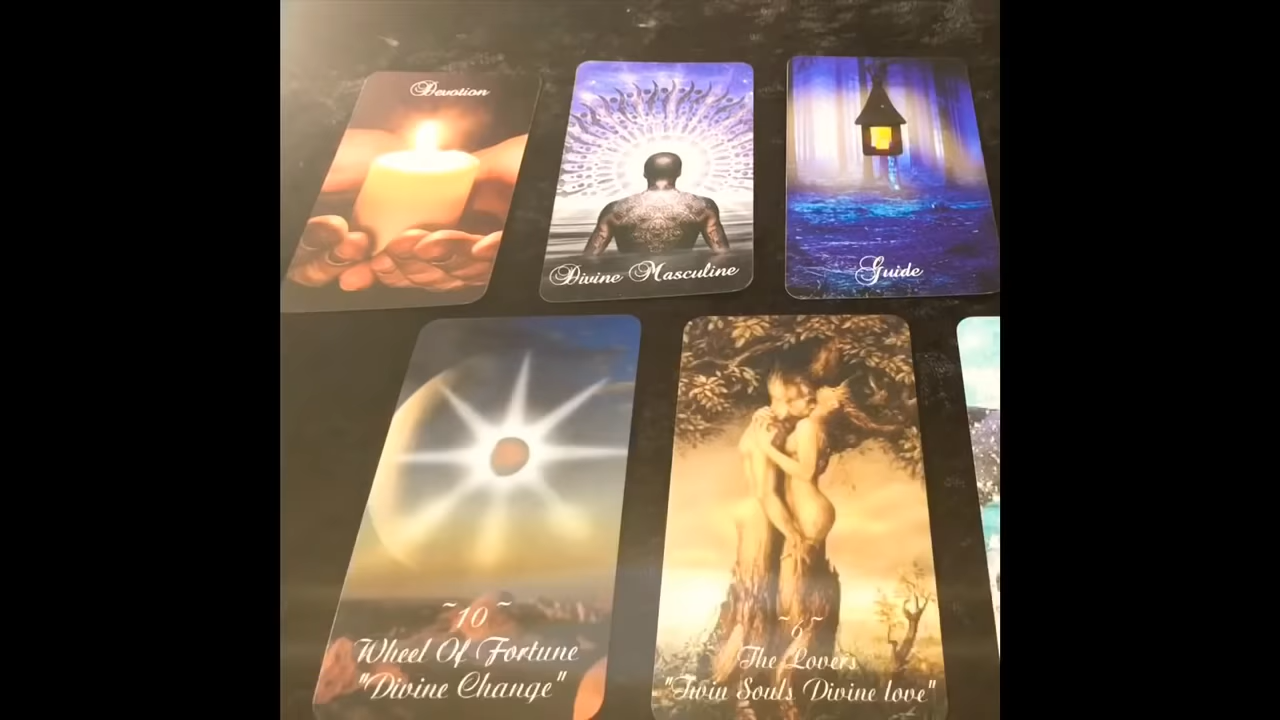 Devotion
Divine Masculine
Guide
~10~
Wheel Of Fortune
"Divine Change"
~6~
The Lovers
"Twin Souls Divine love"